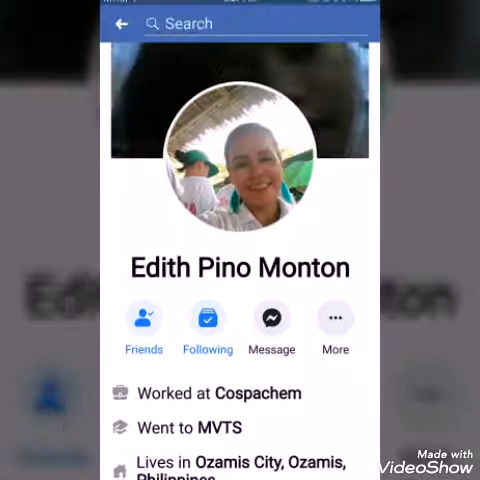 Search
Edith Pino Monton
Friends
Following
Message
More
Worked at Cospachem
Went to MVTS
Lives in Ozamis City, Ozamis,
Philippines
Made with
VideoShow